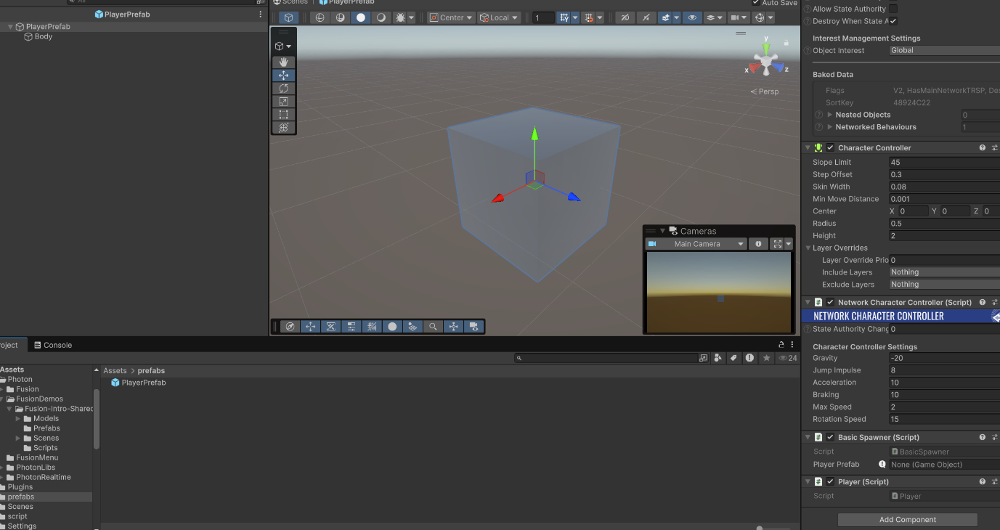 All
PlayerPrefab
PlayerPrefab
Body
Scenes
PlayerPrefab
Auto Save
Center
Local
1
2D
y
x
z
Persp
Cameras
Main Camera
Project
Console
24
Assets
Photon
Fusion
FusionDemos
Fusion-Intro-Shared
Models
Prefabs
Scenes
Scripts
FusionMenu
PhotonLibs
PhotonRealtime
Plugins
prefabs
Scenes
script
Settings
Assets > prefabs
PlayerPrefab
Allow State Authority
Destroy When State A
Interest Management Settings
Object Interest Global
Baked Data
Flags V2, HasMainNetworkTRSP, Des
SortKey 48924C22
Nested Objects 0
Networked Behaviours 1
Character Controller
Slope Limit 45
Step Offset 0.3
Skin Width 0.08
Min Move Distance 0.001
Center X 0 Y 0 Z 0
Radius 0.5
Height 2
Layer Overrides
Layer Override Prio 0
Include Layers Nothing
Exclude Layers Nothing
Network Character Controller (Script)
NETWORK CHARACTER CONTROLLER
State Authority Chang 0
Character Controller Settings
Gravity -20
Jump Impulse 8
Acceleration 10
Braking 10
Max Speed 2
Rotation Speed 15
Basic Spawner (Script)
Script BasicSpawner
Player Prefab None (Game Object)
Player (Script)
Script Player
Add Component